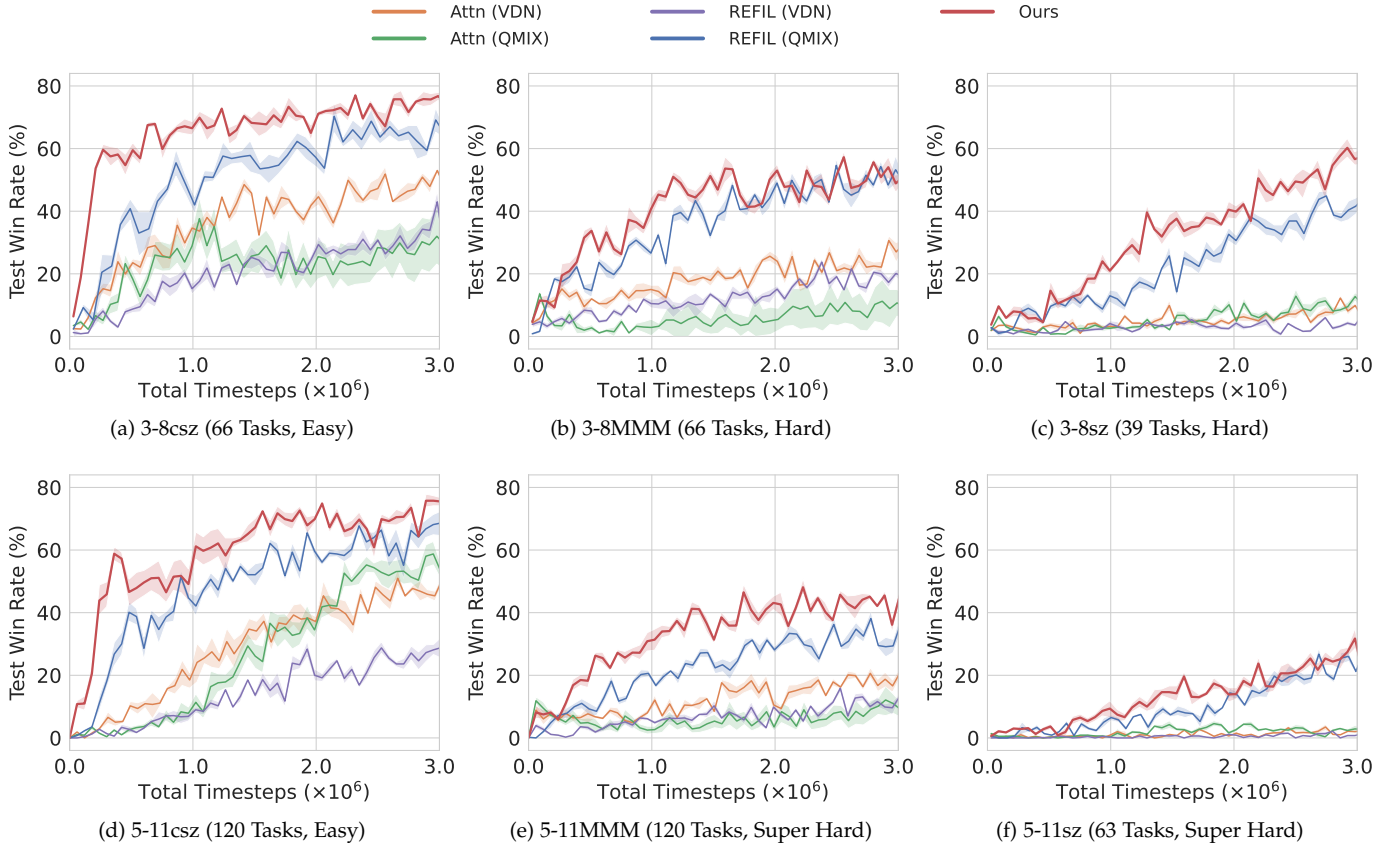 Attn (VDN) REFIL (VDN) Ours
Attn (QMIX) REFIL (QMIX)
80
60
40
20
0
Test Win Rate (%)
0.0 1.0 2.0 3.0
Total Timesteps (×10⁶)
(a) 3-8csz (66 Tasks, Easy)
80
60
40
20
0
Test Win Rate (%)
0.0 1.0 2.0 3.0
Total Timesteps (×10⁶)
(b) 3-8MMM (66 Tasks, Hard)
80
60
40
20
0
Test Win Rate (%)
0.0 1.0 2.0 3.0
Total Timesteps (×10⁶)
(c) 3-8sz (39 Tasks, Hard)
80
60
40
20
0
Test Win Rate (%)
0.0 1.0 2.0 3.0
Total Timesteps (×10⁶)
(d) 5-11csz (120 Tasks, Easy)
80
60
40
20
0
Test Win Rate (%)
0.0 1.0 2.0 3.0
Total Timesteps (×10⁶)
(e) 5-11MMM (120 Tasks, Super Hard)
80
60
40
20
0
Test Win Rate (%)
0.0 1.0 2.0 3.0
Total Timesteps (×10⁶)
(f) 5-11sz (63 Tasks, Super Hard)